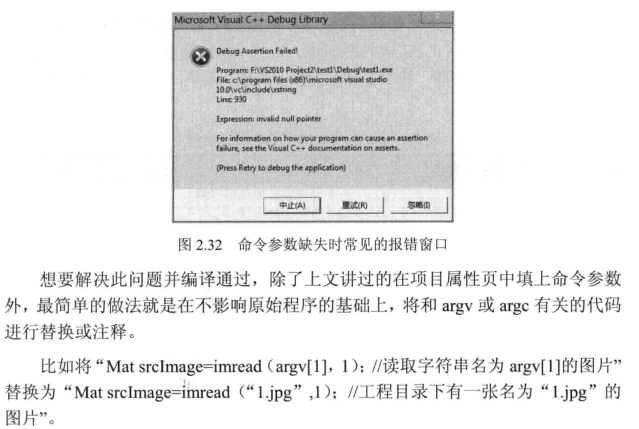 Microsoft Visual C++ Debug Library
Debug Assertion Failed!
Program: F:\VS2010 Project2\test1\Debug\test1.exe
File: c:\program files (x86)\microsoft visual studio
10.0\vc\include\xstring
Line: 930
Expression: invalid null pointer
For information on how your program can cause an assertion
failure, see the Visual C++ documentation on asserts.
(Press Retry to debug the application)
中止(A) 重试(R) 忽略(I)
图 2.32 命令参数缺失时常见的报错窗口
想要解决此问题并编译通过，除了上文讲过的在项目属性页中填上命令参数
外，最简单的做法就是在不影响原始程序的基础上，将和 argv 或 argc 有关的代码
进行替换或注释。
比如将“Mat srcImage=imread（argv[1]，1）；//读取字符串名为 argv[1]的图片”
替换为“Mat srcImage=imread（“1.jpg”,1）；//工程目录下有一张名为“1.jpg”的
图片”。